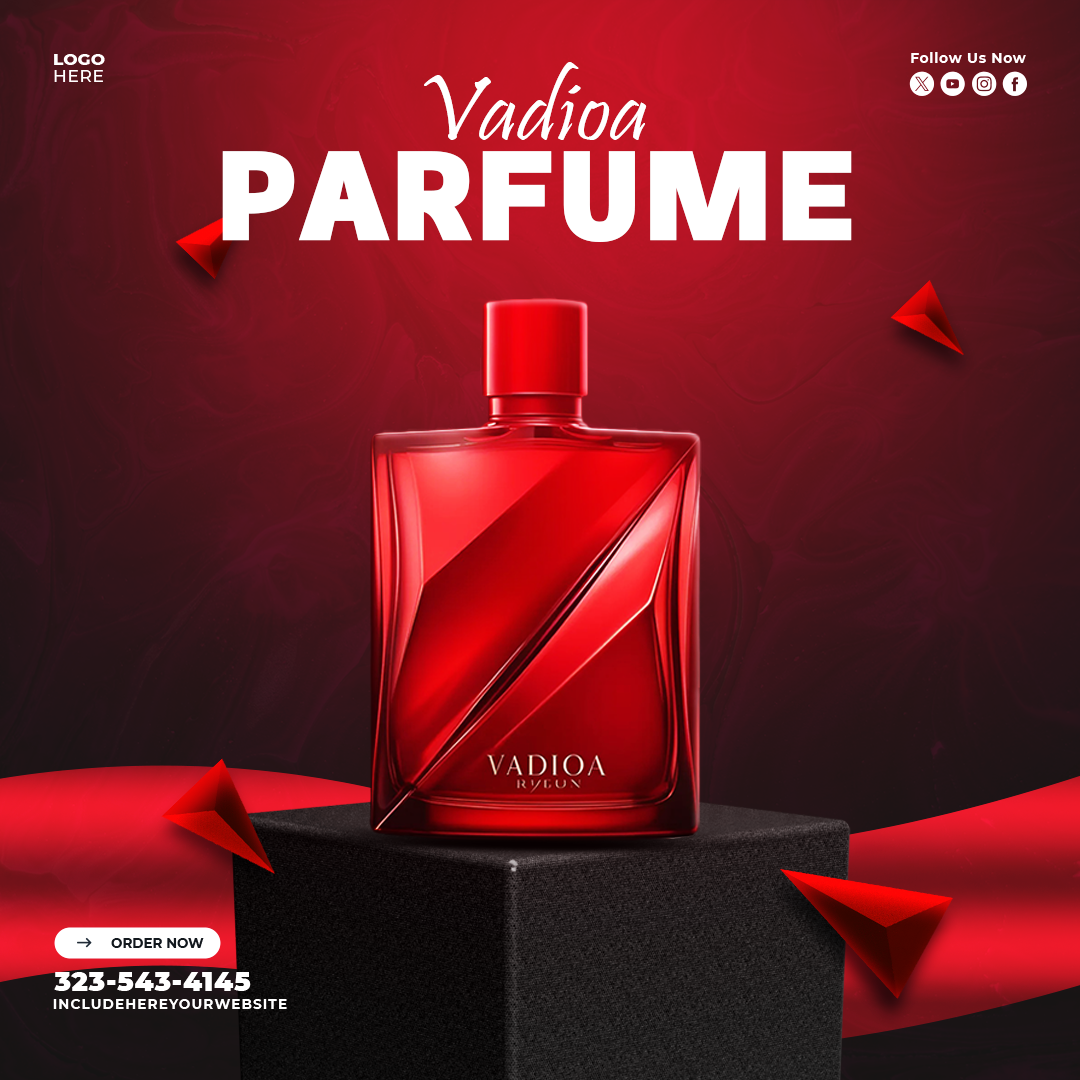 LOGO
HERE
Follow Us Now
Vadioa
PARFUME
VADIOA
ORDER NOW
323-543-4145
INCLUDEHEREYOURWEBSITE